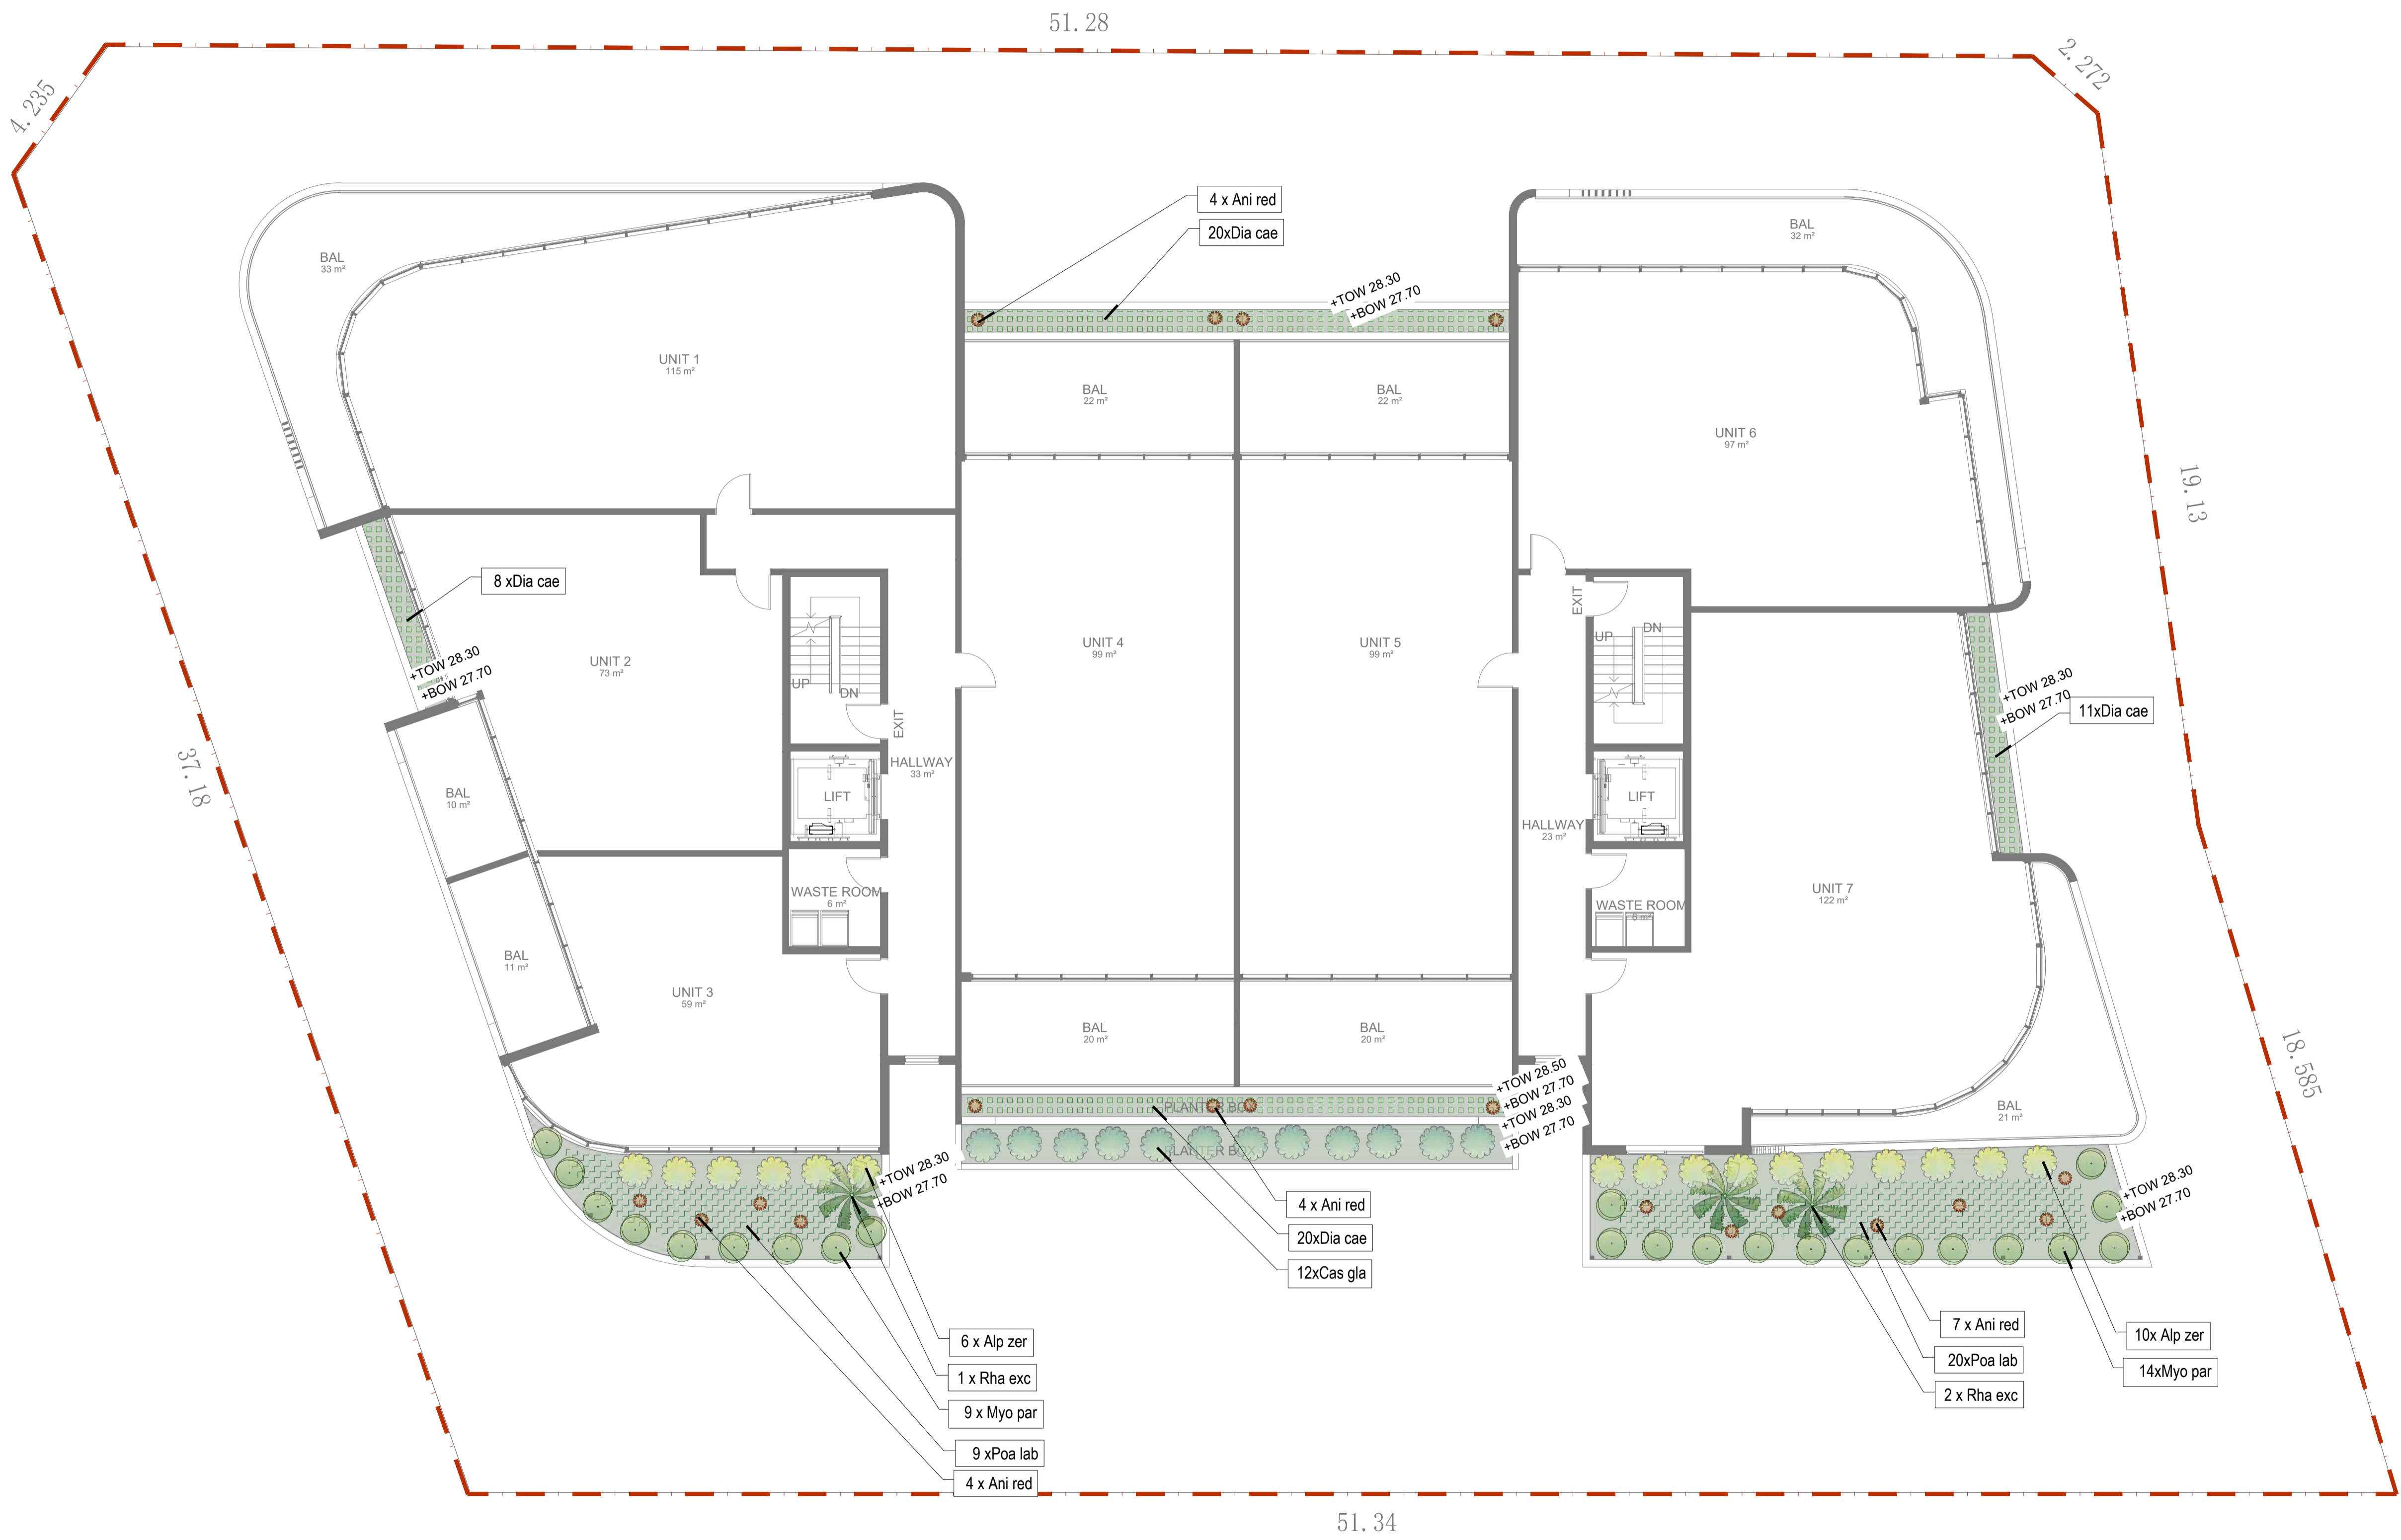 51.28
2.272
4.235
4 x Ani red
20xDia cae
BAL
32 m²
BAL
33 m²
+TOW 28.30
+BOW 27.70
UNIT 1
115 m²
BAL
22 m²
BAL
22 m²
UNIT 6
97 m²
19.13
8 xDia cae
EXIT
UP
DN
UNIT 4
99 m²
UNIT 5
99 m²
UNIT 2
73 m²
+TOW 28.30
+BOW 27.70
UP
DN
EXIT
+TOW 28.30
+BOW 27.70
11xDia cae
37.18
HALLWAY
33 m²
BAL
10 m²
LIFT
LIFT
HALLWAY
23 m²
WASTE ROOM
6 m²
UNIT 7
122 m²
WASTE ROOM
6 m²
BAL
11 m²
UNIT 3
59 m²
BAL
20 m²
BAL
20 m²
18.585
+TOW 28.50
+BOW 27.70
+TOW 28.30
+BOW 27.70
PLANTER BOX
BAL
21 m²
PLANTER BOX
+TOW 28.30
+BOW 27.70
+TOW 28.30
+BOW 27.70
4 x Ani red
20xDia cae
12xCas gla
6 x Alp zer
1 x Rha exc
9 x Myo par
9 xPoa lab
4 x Ani red
7 x Ani red
20xPoa lab
2 x Rha exc
10x Alp zer
14xMyo par
51.34